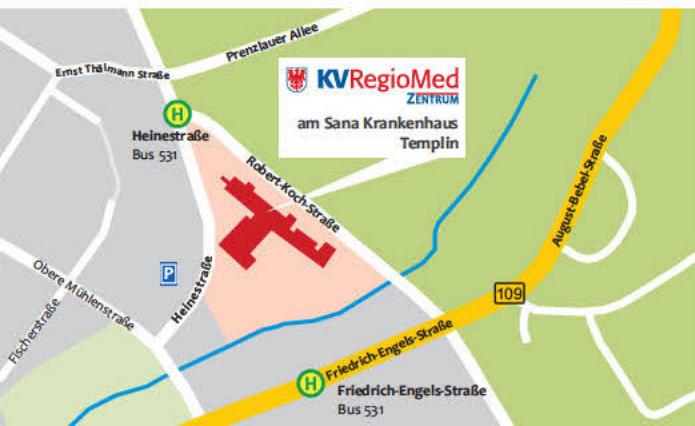 Prenzlauer Allee
Ernst Thälmann Straße
KVRegioMed
ZENTRUM
am Sana Krankenhaus
Templin
H
Heinestraße
Bus 531
Robert-Koch-Straße
August-Bebel-Straße
P
Obere Mühlenstraße
Heinestraße
Fischerstraße
109
Friedrich-Engels-Straße
H
Friedrich-Engels-Straße
Bus 531